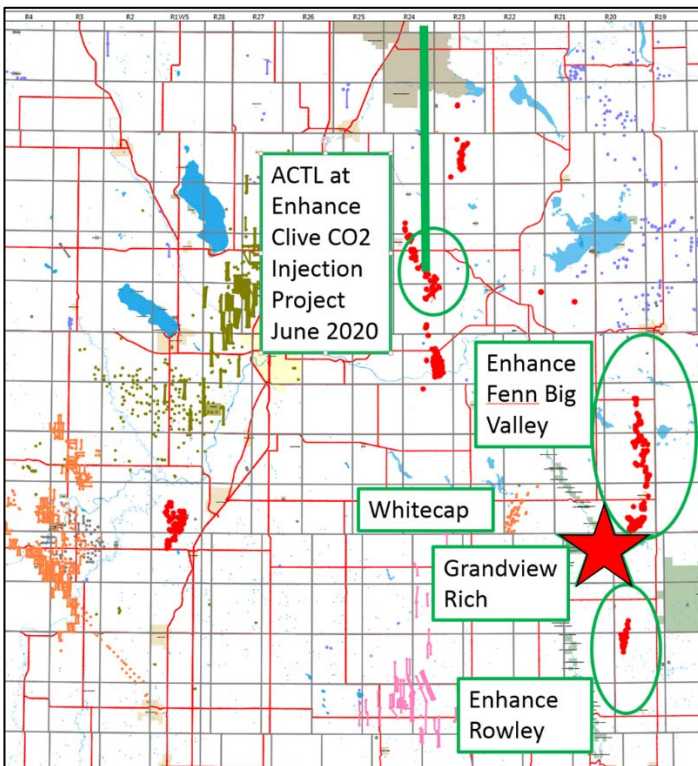 R4 R3 R2 R1W5 R28 R27 R26 R25 R24 R23 R22 R21 R20 R19
ACTL at
Enhance
Clive CO2
Injection
Project
June 2020
Enhance
Fenn Big
Valley
Whitecap
Grandview
Rich
Enhance
Rowley